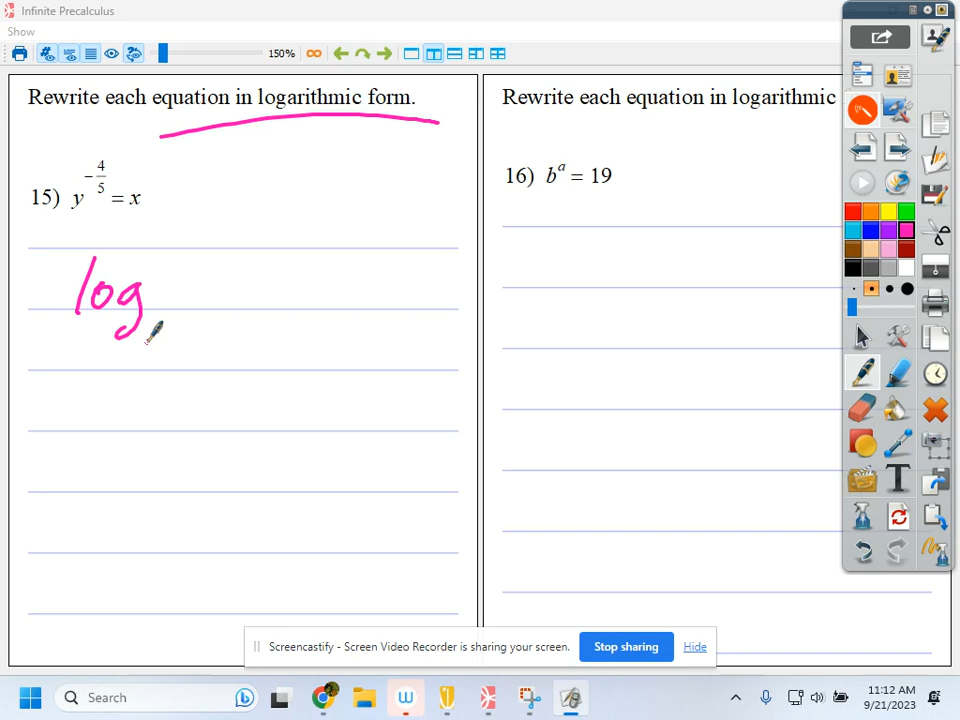 Infinite Precalculus
Show
150%
Rewrite each equation in logarithmic form.
15) y^{-4/5} = x
log
Rewrite each equation in logarithmic
16) b^a = 19
Screencastify - Screen Video Recorder is sharing your screen.
Stop sharing
Hide
Search
11:12 AM
9/21/2023